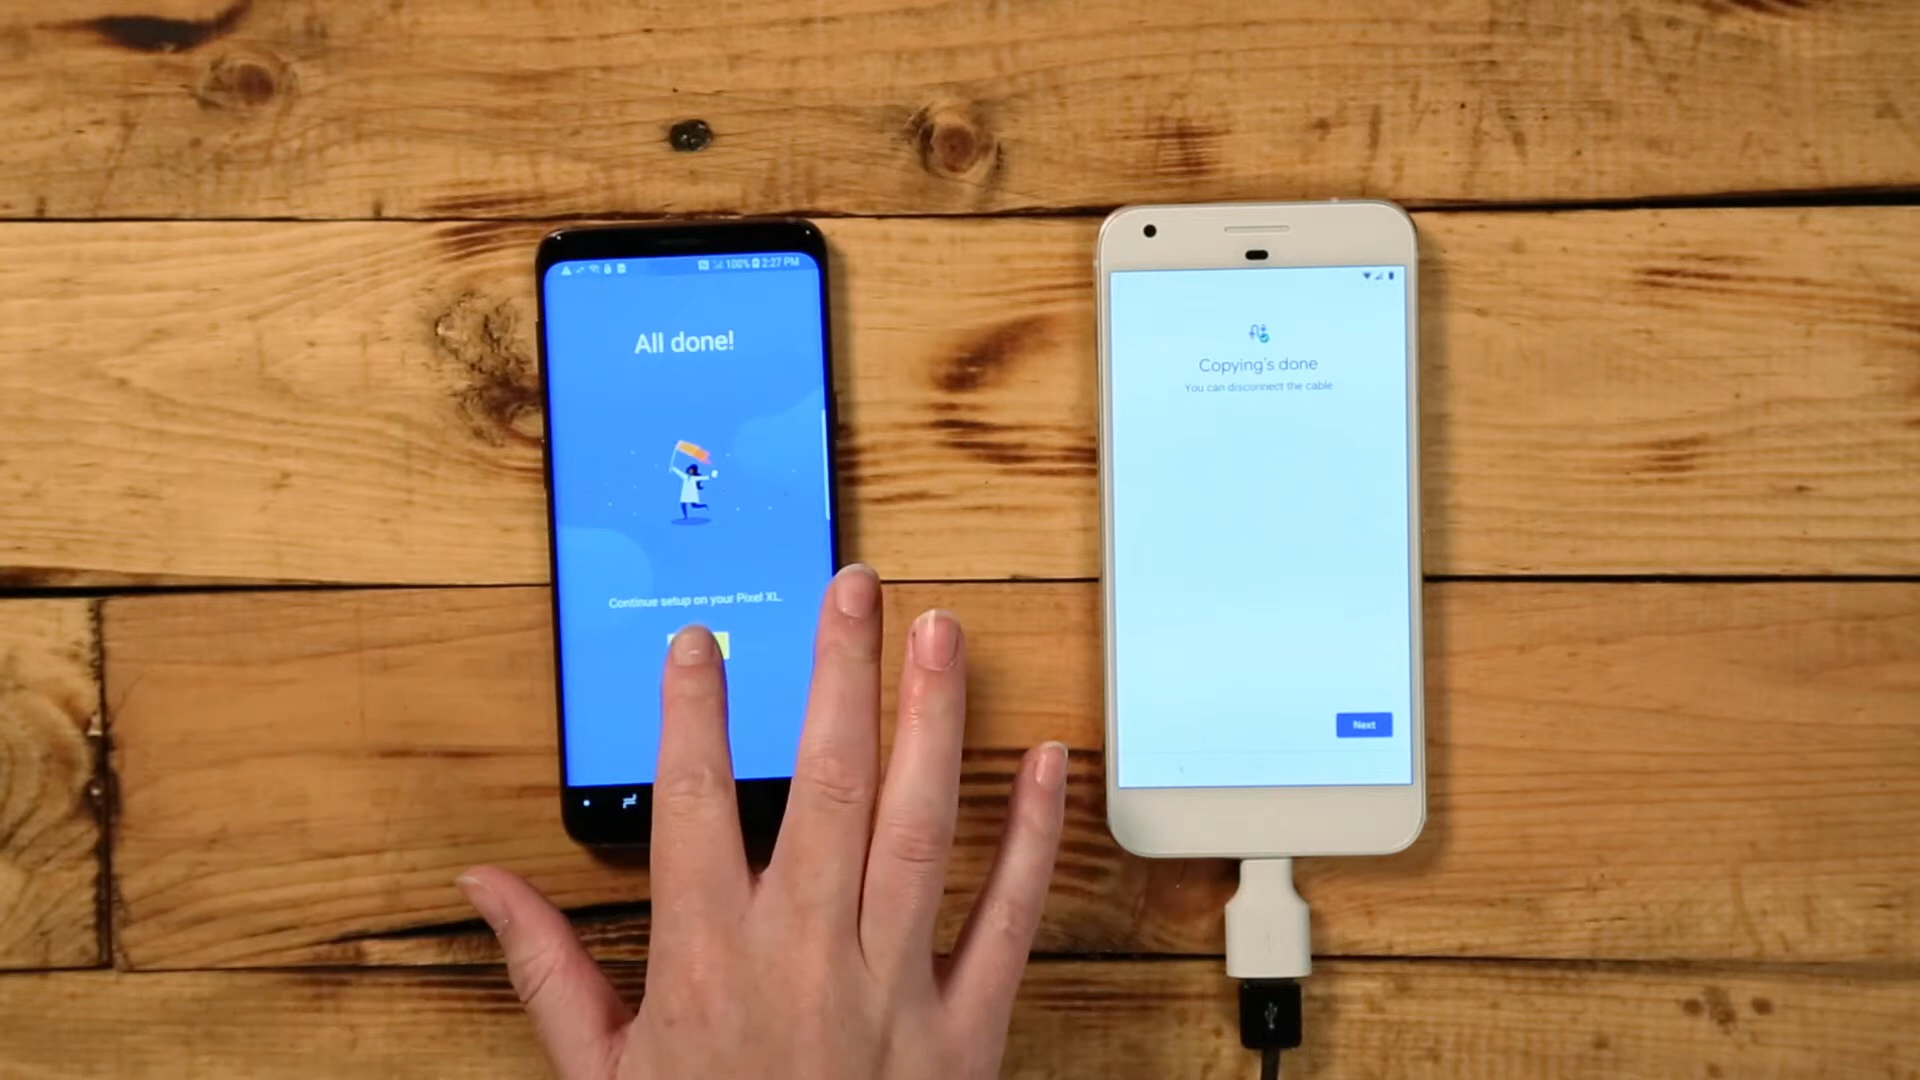 100% 2:27 PM
All done!
Continue setup on your Pixel XL.
Copying's done
You can disconnect the cable
Next